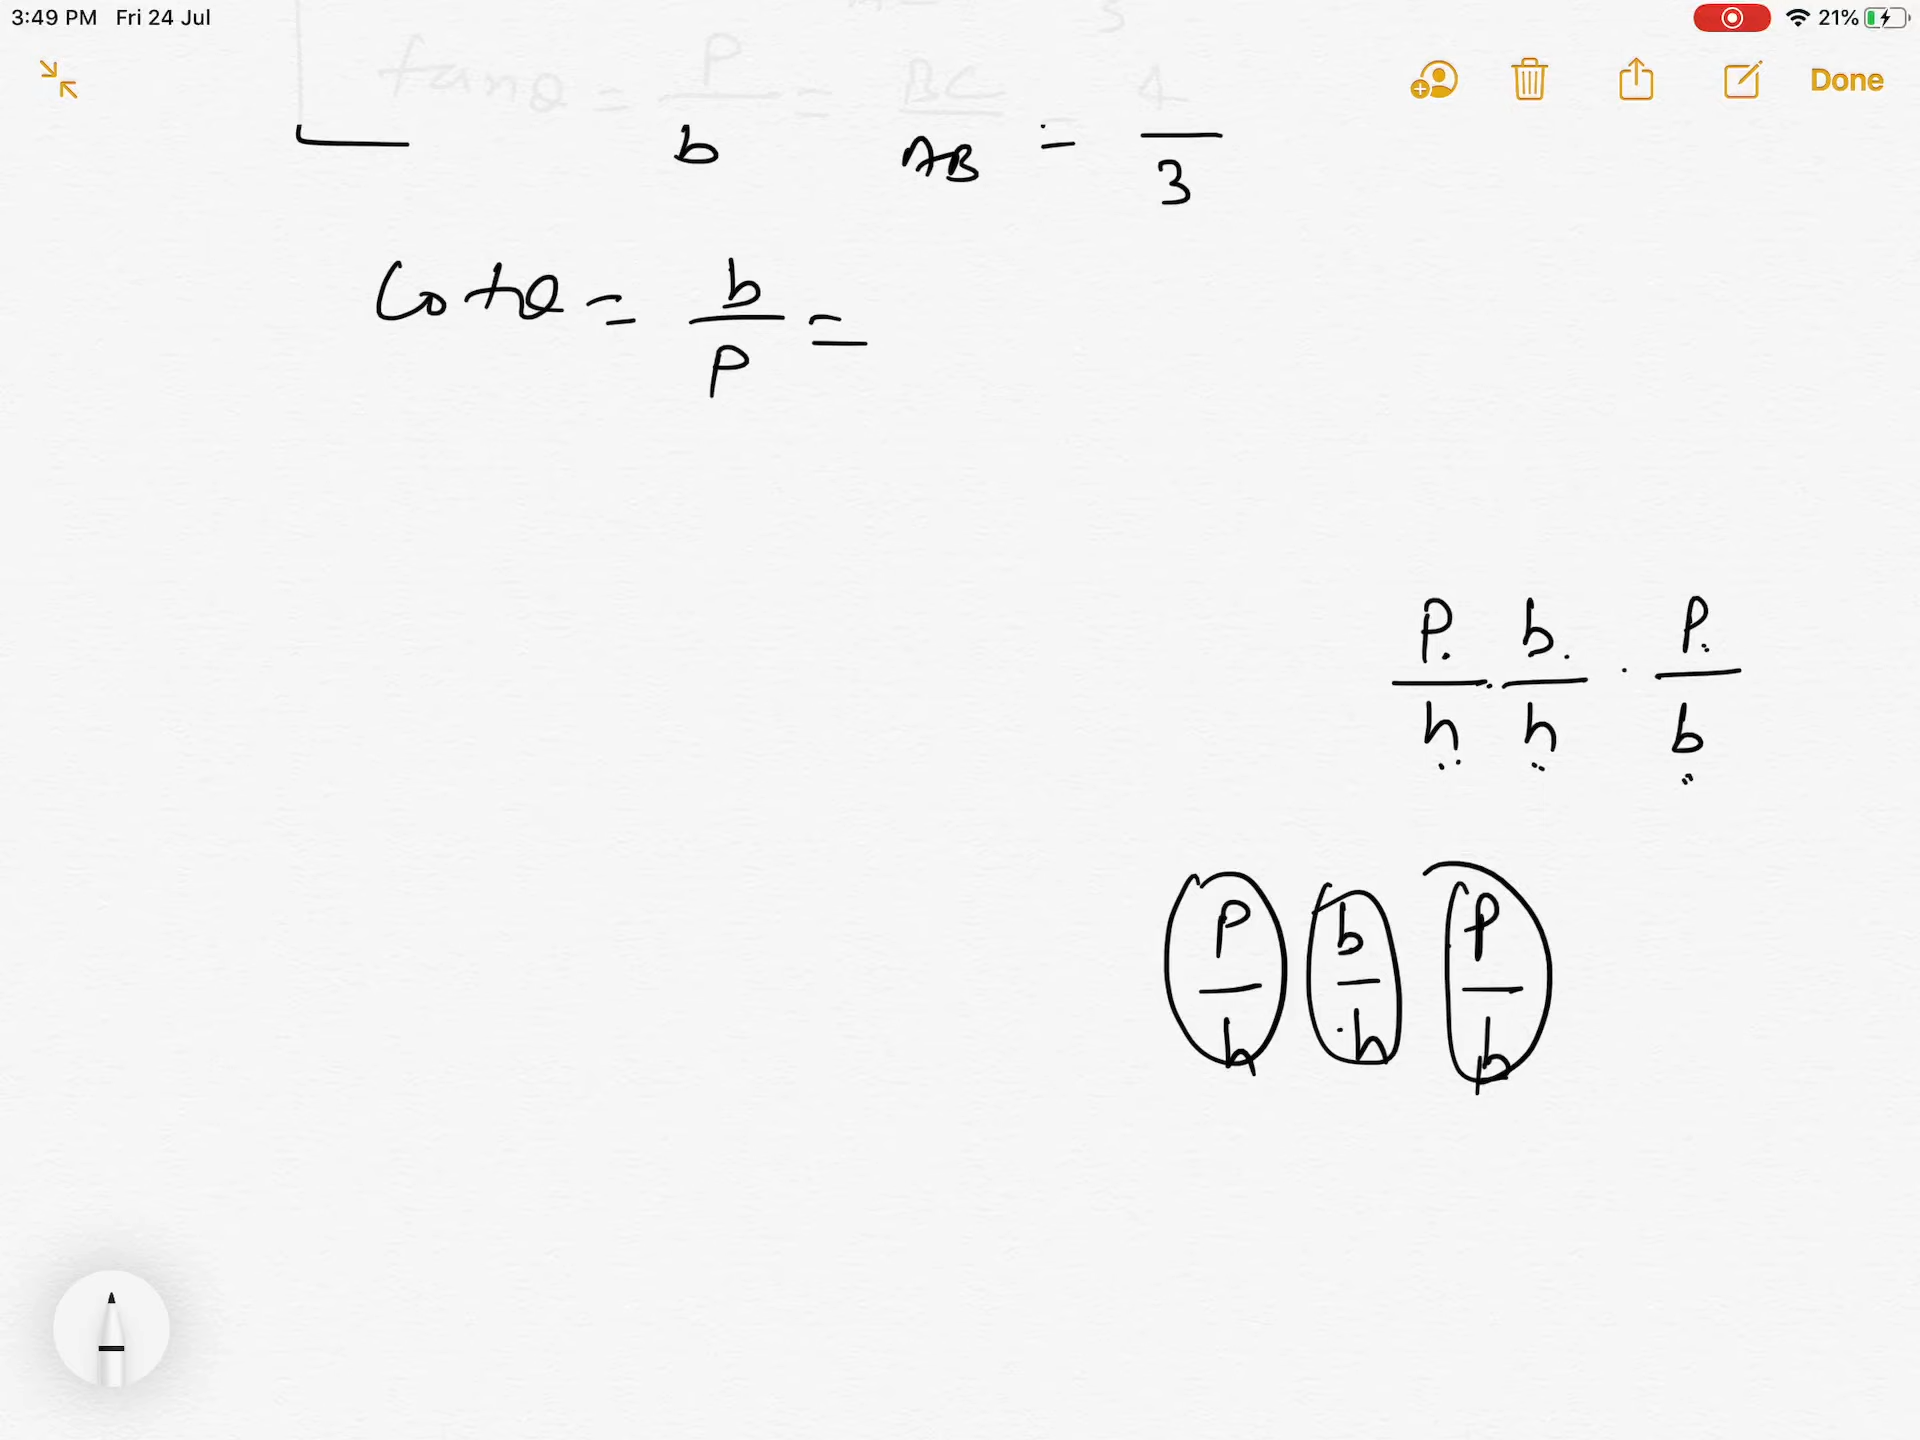 3:49 PM Fri 24 Jul 21%
Done
tanθ = P/b = BC/AB = 4/3
Cotθ = b/P =
P/h · b/h · P/b
P/h b/h P/b